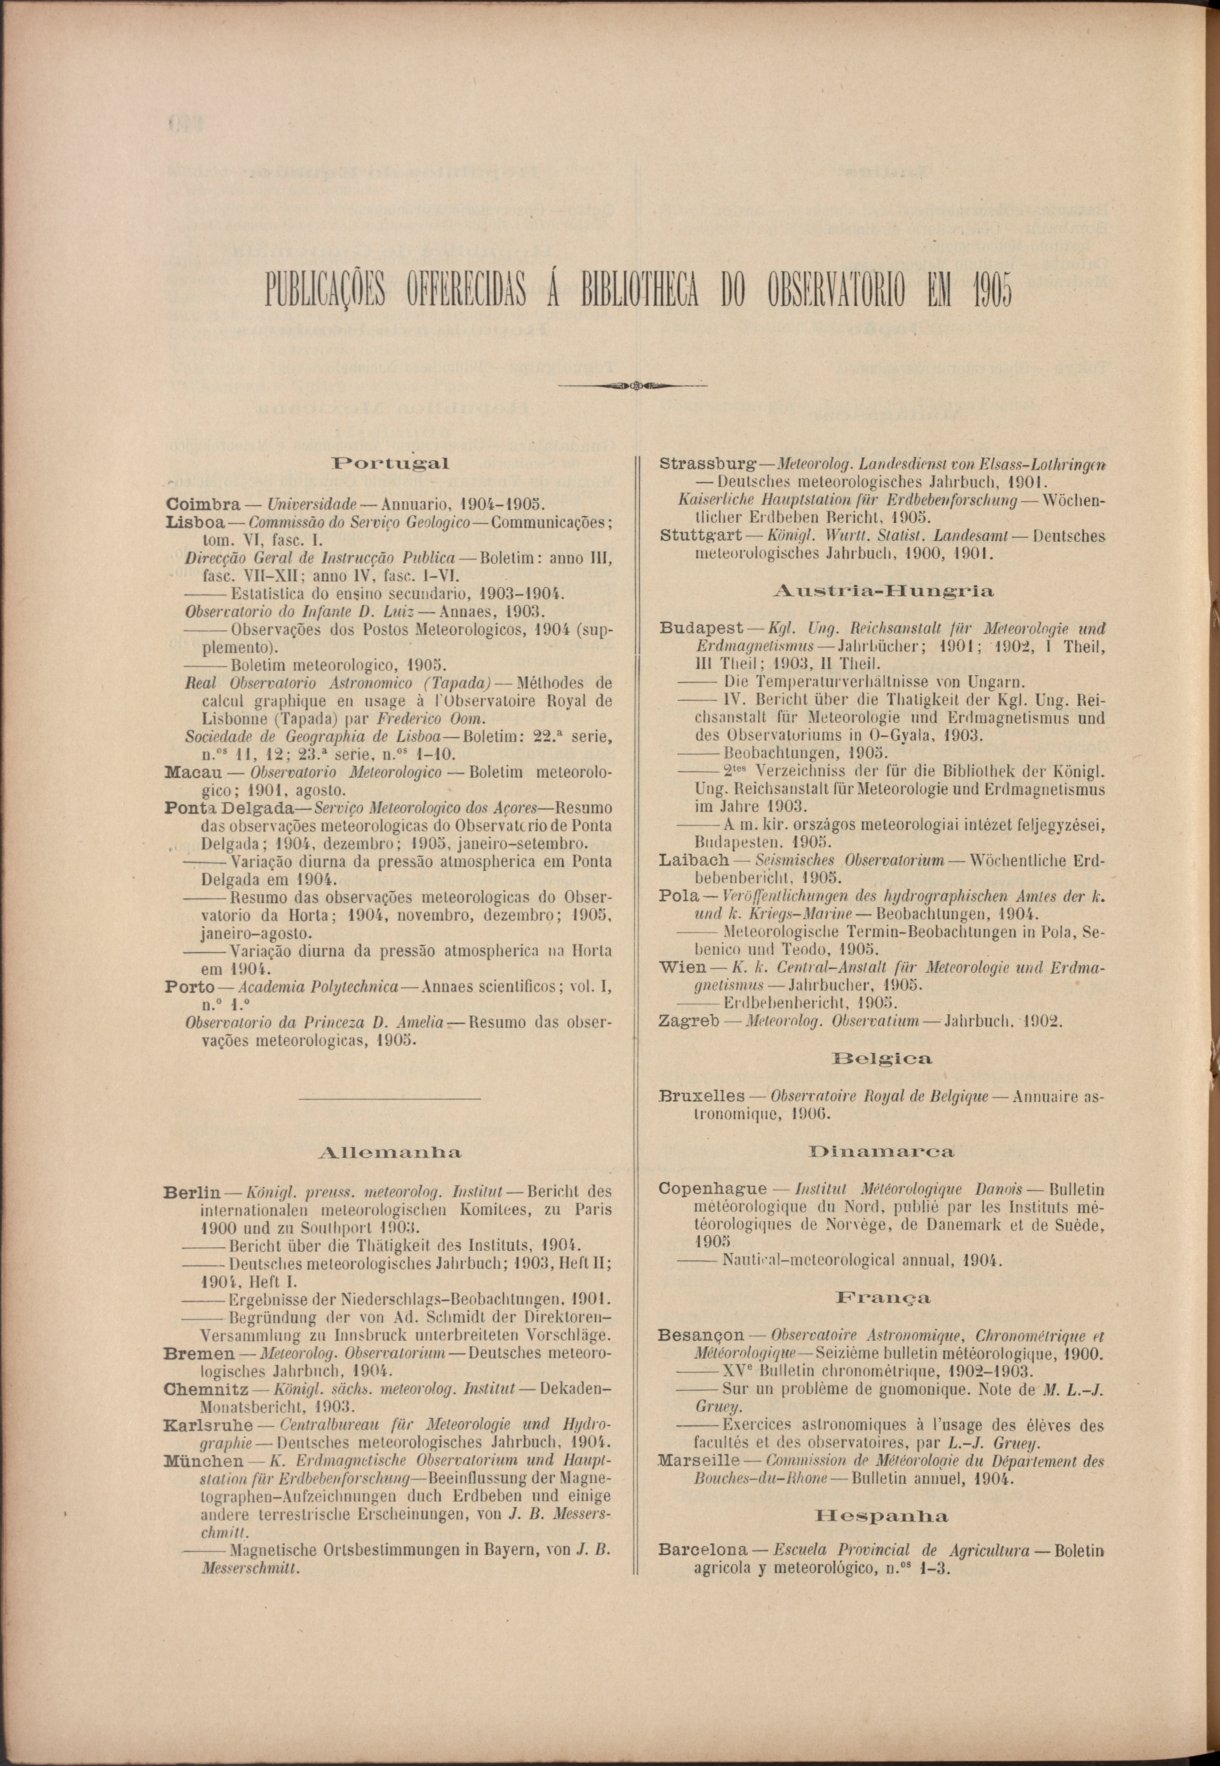 PUBLICAÇÕES OFFERECIDAS Á BIBLIOTHECA DO OBSERVATORIO EM 1905
Portugal
Coimbra — Universidade — Annuario, 1904–1905.
Lisboa — Commissão do Serviço Geologico — Communicações;
tom. VI, fasc. I.
Direcção Geral de Instrucção Publica — Boletim: anno III,
fasc. VII–XII; anno IV, fasc. I–VI.
—— Estatistica do ensino secundario, 1903–1904.
Observatorio do Infante D. Luiz — Annaes, 1903.
—— Observações dos Postos Meteorologicos, 1904 (sup-
plemento).
—— Boletim meteorologico, 1905.
Real Observatorio Astronomico (Tapada) — Méthodes de
calcul graphique en usage à l'Observatoire Royal de
Lisbonne (Tapada) par Frederico Oom.
Sociedade de Geographia de Lisboa — Boletim: 22.ª serie,
n.os 11, 12; 23.ª serie, n.os 1–10.
Macau — Observatorio Meteorologico — Boletim meteorolo-
gico; 1901, agosto.
Ponta Delgada — Serviço Meteorologico dos Açores — Resumo
das observações meteorologicas do Observatorio de Ponta
Delgada; 1904, dezembro; 1905, janeiro-setembro.
—— Variação diurna da pressão atmospherica em Ponta
Delgada em 1904.
—— Resumo das observações meteorologicas do Obser-
vatorio da Horta; 1904, novembro, dezembro; 1905,
janeiro-agosto.
—— Variação diurna da pressão atmospherica na Horta
em 1904.
Porto — Academia Polytechnica — Annaes scientificos; vol. I,
n.º 1.º
Observatorio da Princeza D. Amelia — Resumo das obser-
vações meteorologicas, 1905.
Allemanha
Berlin — Königl. preuss. meteorolog. Institut — Bericht des
internationalen meteorologischen Komitees, zu Paris
1900 und zu Southport 1903.
—— Bericht über die Thätigkeit des Instituts, 1904.
—— Deutsches meteorologisches Jahrbuch; 1903, Heft II;
1904, Heft I.
—— Ergebnisse der Niederschlags-Beobachtungen, 1901.
—— Begründung der von Ad. Schmidt der Direktoren-
Versammlung zu Innsbruck unterbreiteten Vorschläge.
Bremen — Meteorolog. Observatorium — Deutsches meteoro-
logisches Jahrbuch, 1904.
Chemnitz — Königl. sächs. meteorolog. Institut — Dekaden-
Monatsbericht, 1903.
Karlsruhe — Centralbureau für Meteorologie und Hydro-
graphie — Deutsches meteorologisches Jahrbuch, 1904.
München — K. Erdmagnetische Observatorium und Haupt-
station für Erdbebenforschung — Beeinflussung der Magne-
tographen-Aufzeichnungen duch Erdbeben und einige
andere terrestrische Erscheinungen, von J. B. Messers-
chmitt.
—— Magnetische Ortsbestimmungen in Bayern, von J. B.
Messerschmitt.
Strassburg — Meteorolog. Landesdienst von Elsass-Lothringen
— Deutsches meteorologisches Jahrbuch, 1901.
Kaiserliche Hauptstation für Erdbebenforschung — Wöchen-
tlicher Erdbeben Bericht, 1905.
Stuttgart — Königl. Wurtt. Statist. Landesamt — Deutsches
meteorologisches Jahrbuch, 1900, 1901.
Austria-Hungria
Budapest — Kgl. Ung. Reichsanstalt für Meteorologie und
Erdmagnetismus — Jahrbücher; 1901; 1902, I Theil,
III Theil; 1903, II Theil.
—— Die Temperaturverhältnisse von Ungarn.
—— IV. Bericht über die Thatigkeit der Kgl. Ung. Rei-
chsanstalt für Meteorologie und Erdmagnetismus und
des Observatoriums in O-Gyala, 1903.
—— Beobachtungen, 1905.
—— 2tes Verzeichniss der für die Bibliothek der Königl.
Ung. Reichsanstalt für Meteorologie und Erdmagnetismus
im Jahre 1903.
—— A m. kir. országos meteorologiai intézet feljegyzései,
Budapesten, 1905.
Laibach — Seismisches Observatorium — Wöchentliche Erd-
bebenbericht, 1905.
Pola — Veröffentlichungen des hydrographischen Amtes der k.
und k. Kriegs-Marine — Beobachtungen, 1904.
—— Meteorologische Termin-Beobachtungen in Pola, Se-
benico und Teodo, 1905.
Wien — K. k. Central-Anstalt für Meteorologie und Erdma-
gnetismus — Jahrbucher, 1905.
—— Erdbebenbericht, 1905.
Zagreb — Meteorolog. Observatium — Jahrbuch, 1902.
Belgica
Bruxelles — Observatoire Royal de Belgique — Annuaire as-
tronomique, 1906.
Dinamarca
Copenhague — Institut Météorologique Danois — Bulletin
météorologique du Nord, publié par les Instituts mé-
téorologiques de Norvège, de Danemark et de Suède,
1905
—— Nautical-meteorological annual, 1904.
França
Besançon — Observatoire Astronomique, Chronométrique et
Météorologique — Seizième bulletin météorologique, 1900.
—— XVe Bulletin chronométrique, 1902–1903.
—— Sur un problème de gnomonique. Note de M. L.-J.
Gruey.
—— Exercices astronomiques à l'usage des élèves des
facultés et des observatoires, par L.-J. Gruey.
Marseille — Commission de Météorologie du Département des
Bouches-du-Rhone — Bulletin annuel, 1904.
Hespanha
Barcelona — Escuela Provincial de Agricultura — Boletin
agricola y meteorológico, n.os 1–3.